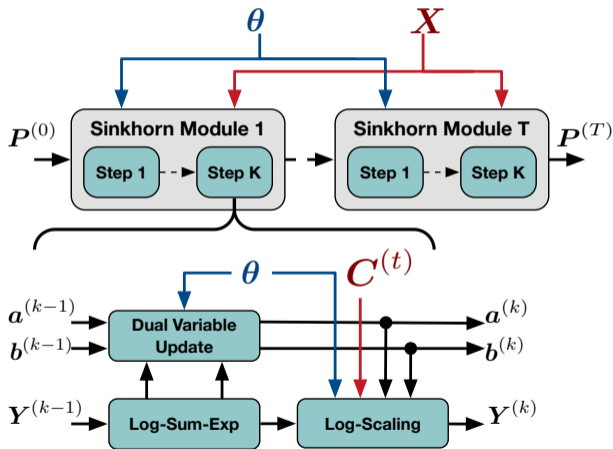 θ X
Sinkhorn Module 1 Sinkhorn Module T
P^{(0)} P^{(T)}
Step 1 Step K Step 1 Step K
θ C^{(t)}
a^{(k-1)} Dual Variable a^{(k)}
b^{(k-1)} Update b^{(k)}
Y^{(k-1)} Log-Sum-Exp Log-Scaling Y^{(k)}